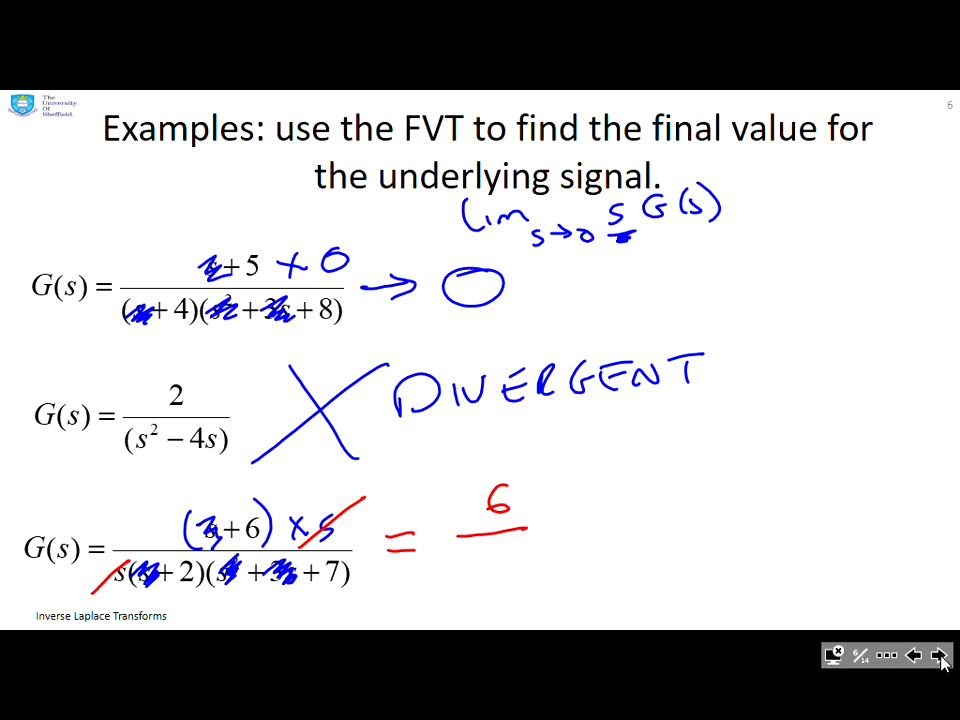 The
University
Of
Sheffield.
6
Examples: use the FVT to find the final value for
the underlying signal.
lim s→0 s G(s)
G(s) = s + 5 × 0 / (s + 4)(s² + 3s + 8) → 0
G(s) = 2 / (s² − 4s) DIVERGENT
G(s) = (s + 6) × s / s(s + 2)(s² + 3s + 7) = 6
Inverse Laplace Transforms
6/14